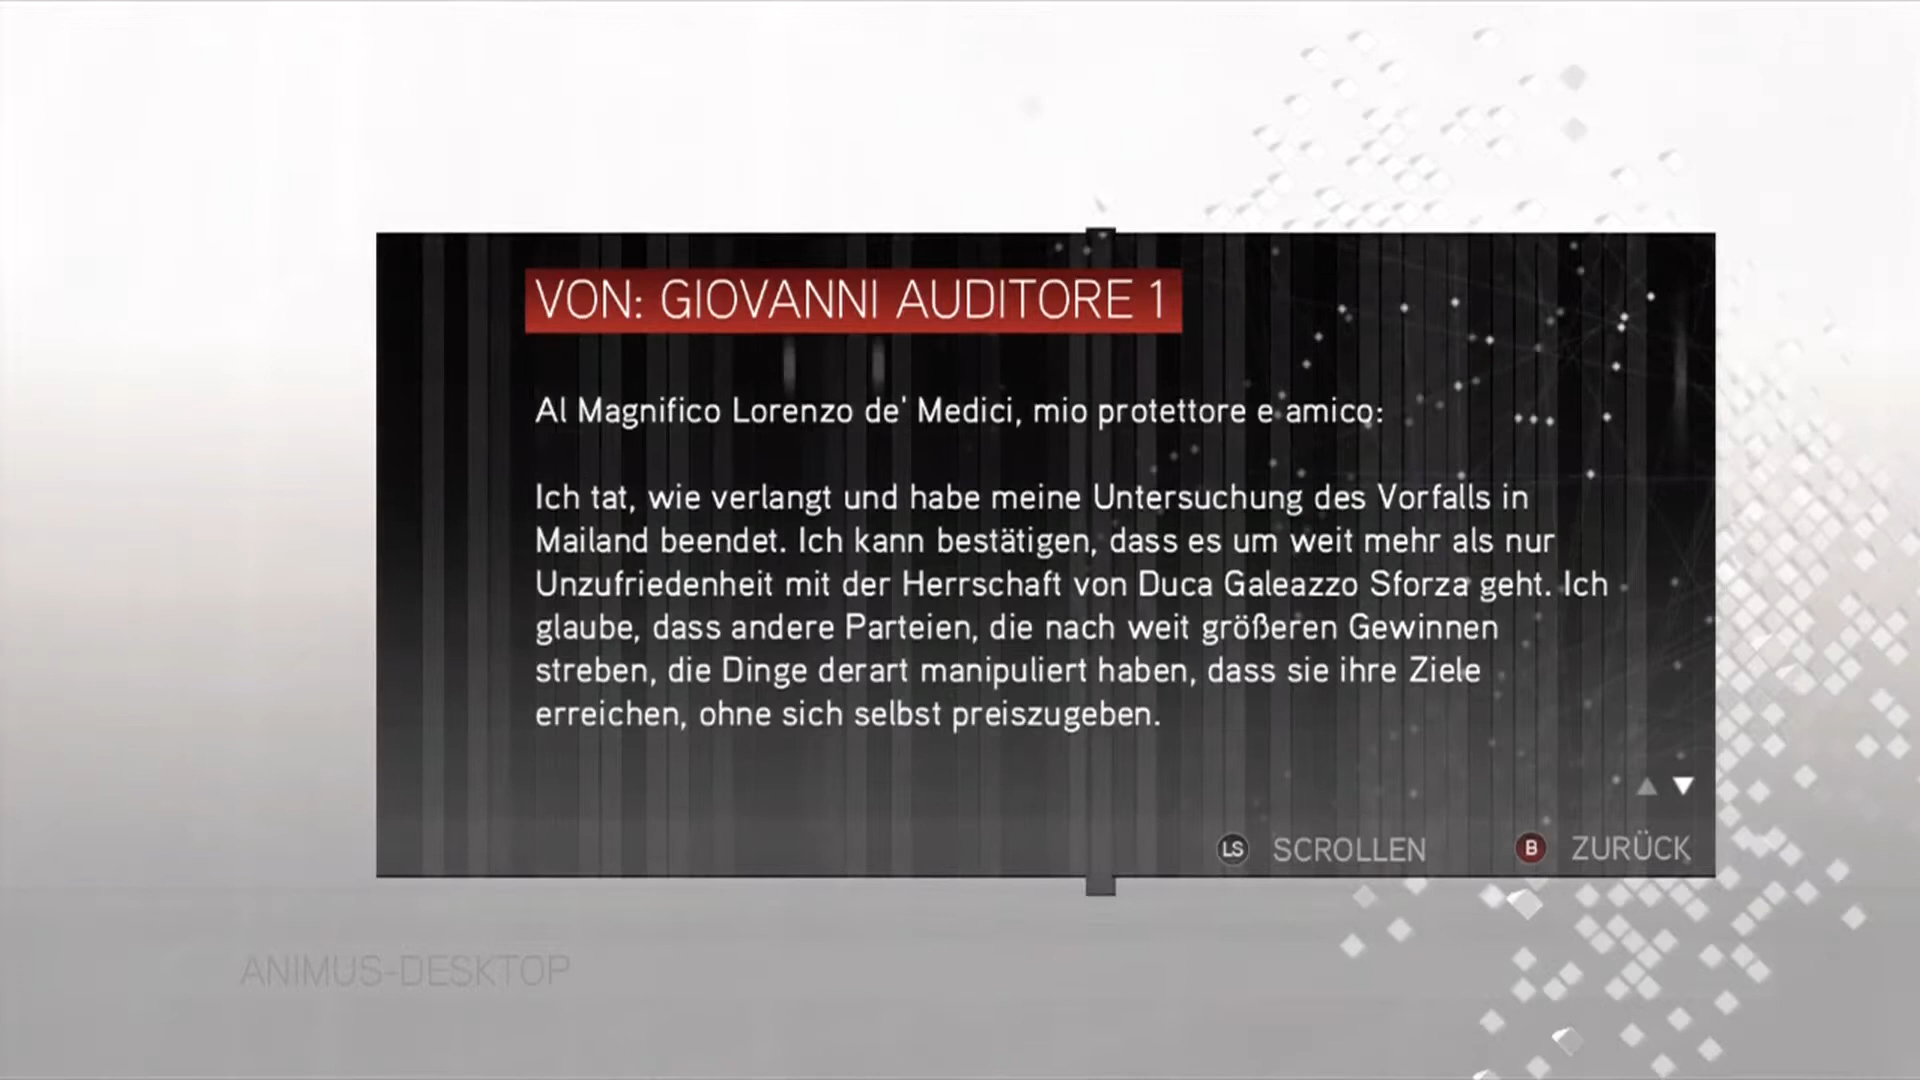 VON: GIOVANNI AUDITORE 1
Al Magnifico Lorenzo de' Medici, mio protettore e amico:
Ich tat, wie verlangt und habe meine Untersuchung des Vorfalls in
Mailand beendet. Ich kann bestätigen, dass es um weit mehr als nur
Unzufriedenheit mit der Herrschaft von Duca Galeazzo Sforza geht. Ich
glaube, dass andere Parteien, die nach weit größeren Gewinnen
streben, die Dinge derart manipuliert haben, dass sie ihre Ziele
erreichen, ohne sich selbst preiszugeben.
LS SCROLLEN B ZURÜCK
ANIMUS-DESKTOP